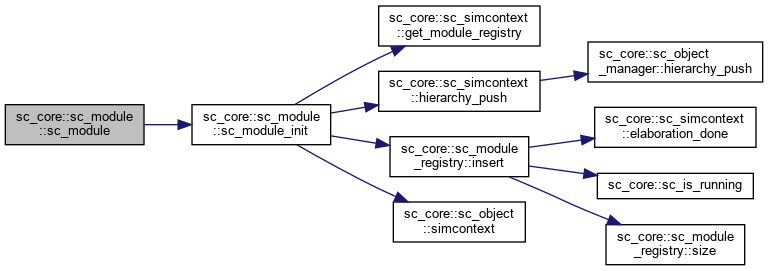 sc_core::sc_module
::sc_module
sc_core::sc_module
::sc_module_init
sc_core::sc_simcontext
::get_module_registry
sc_core::sc_simcontext
::hierarchy_push
sc_core::sc_object
_manager::hierarchy_push
sc_core::sc_module
_registry::insert
sc_core::sc_simcontext
::elaboration_done
sc_core::sc_is_running
sc_core::sc_module
_registry::size
sc_core::sc_object
::simcontext